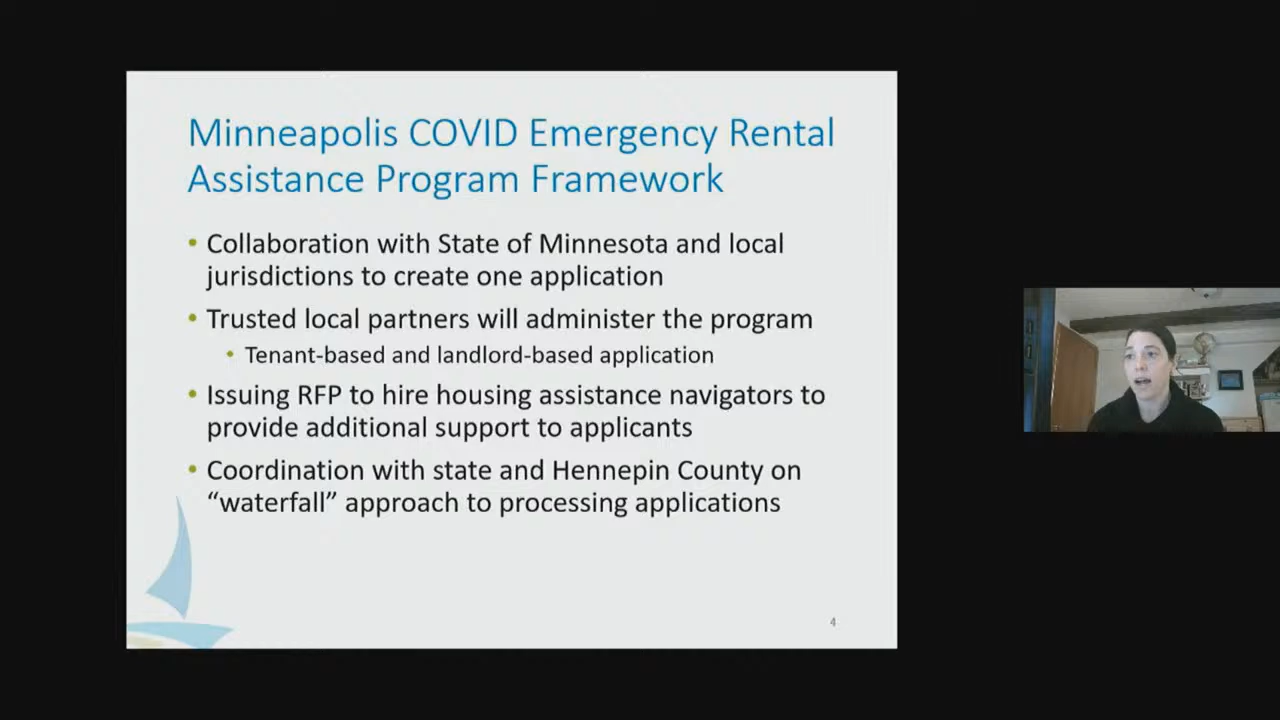 Minneapolis COVID Emergency Rental
Assistance Program Framework
• Collaboration with State of Minnesota and local
jurisdictions to create one application
• Trusted local partners will administer the program
• Tenant-based and landlord-based application
• Issuing RFP to hire housing assistance navigators to
provide additional support to applicants
• Coordination with state and Hennepin County on
“waterfall” approach to processing applications
4